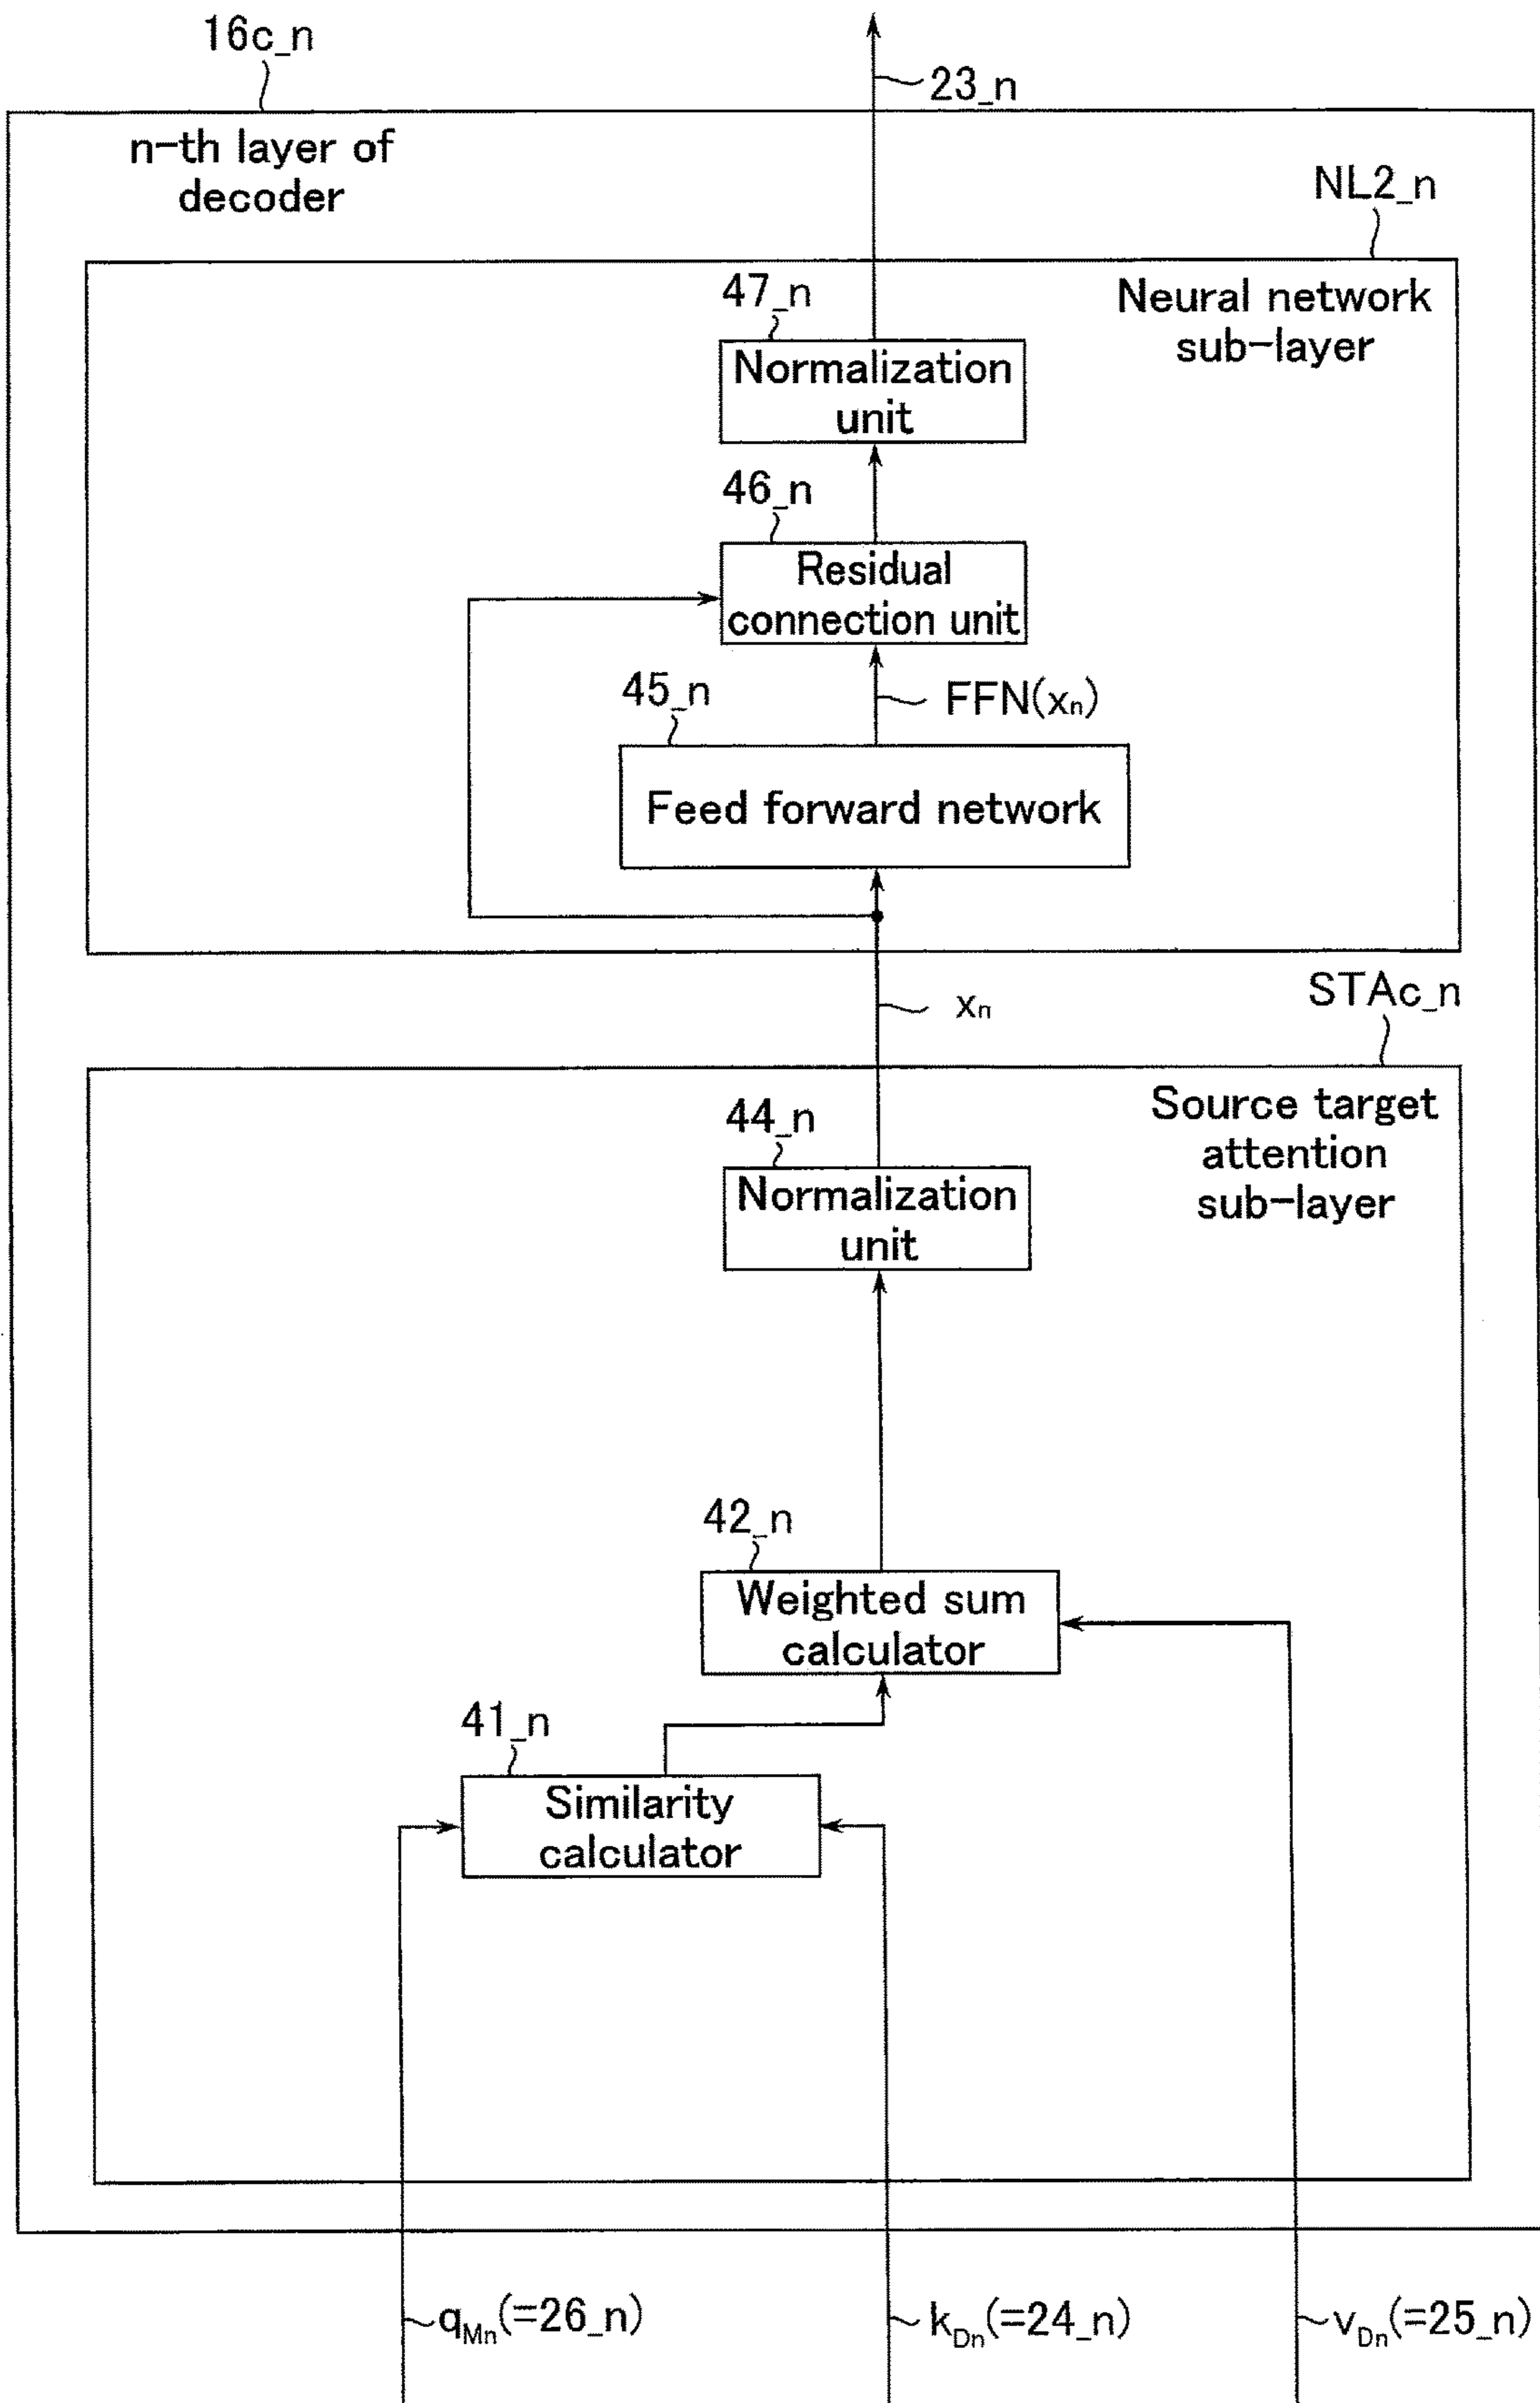 16c_n
23_n
n-th layer of
decoder
NL2_n
Neural network
sub-layer
47_n
Normalization
unit
46_n
Residual
connection unit
45_n
FFN(xn)
Feed forward network
xn
STAc_n
Source target
attention
sub-layer
44_n
Normalization
unit
42_n
Weighted sum
calculator
41_n
Similarity
calculator
qMn(=26_n)
kDn(=24_n)
vDn(=25_n)